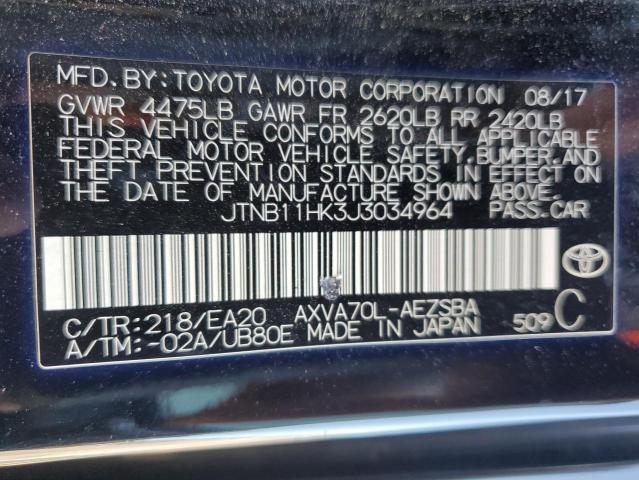 MFD. BY: TOYOTA MOTOR CORPORATION 08/17
GVWR 4475LB GAWR FR 2620LB RR 2420LB
THIS VEHICLE CONFORMS TO ALL APPLICABLE
FEDERAL MOTOR VEHICLE SAFETY, BUMPER, AND
THEFT PREVENTION STANDARDS IN EFFECT ON
THE DATE OF MANUFACTURE SHOWN ABOVE.
JTNB11HK3J3034964 PASS.CAR
C/TR:218/EA20 AXVA70L-AEZSBA
A/TM:-02A/UB80E MADE IN JAPAN 509 C